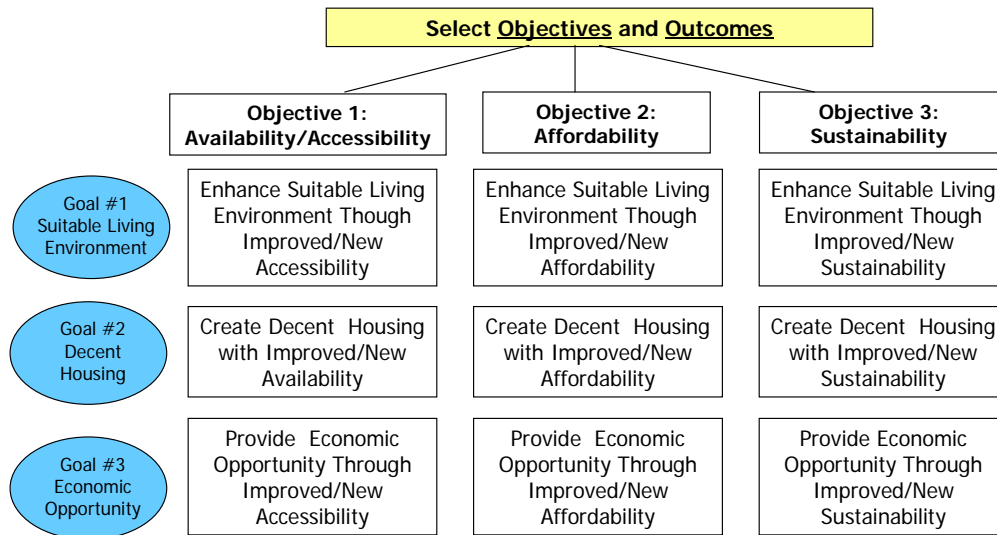 Select Objectives and Outcomes
Objective 1:
Availability/Accessibility
Objective 2:
Affordability
Objective 3:
Sustainability
Goal #1
Suitable Living
Environment
Enhance Suitable Living
Environment Though
Improved/New
Accessibility
Enhance Suitable Living
Environment Though
Improved/New
Affordability
Enhance Suitable Living
Environment Though
Improved/New
Sustainability
Goal #2
Decent
Housing
Create Decent Housing
with Improved/New
Availability
Create Decent Housing
with Improved/New
Affordability
Create Decent Housing
with Improved/New
Sustainability
Goal #3
Economic
Opportunity
Provide Economic
Opportunity Through
Improved/New
Accessibility
Provide Economic
Opportunity Through
Improved/New
Affordability
Provide Economic
Opportunity Through
Improved/New
Sustainability